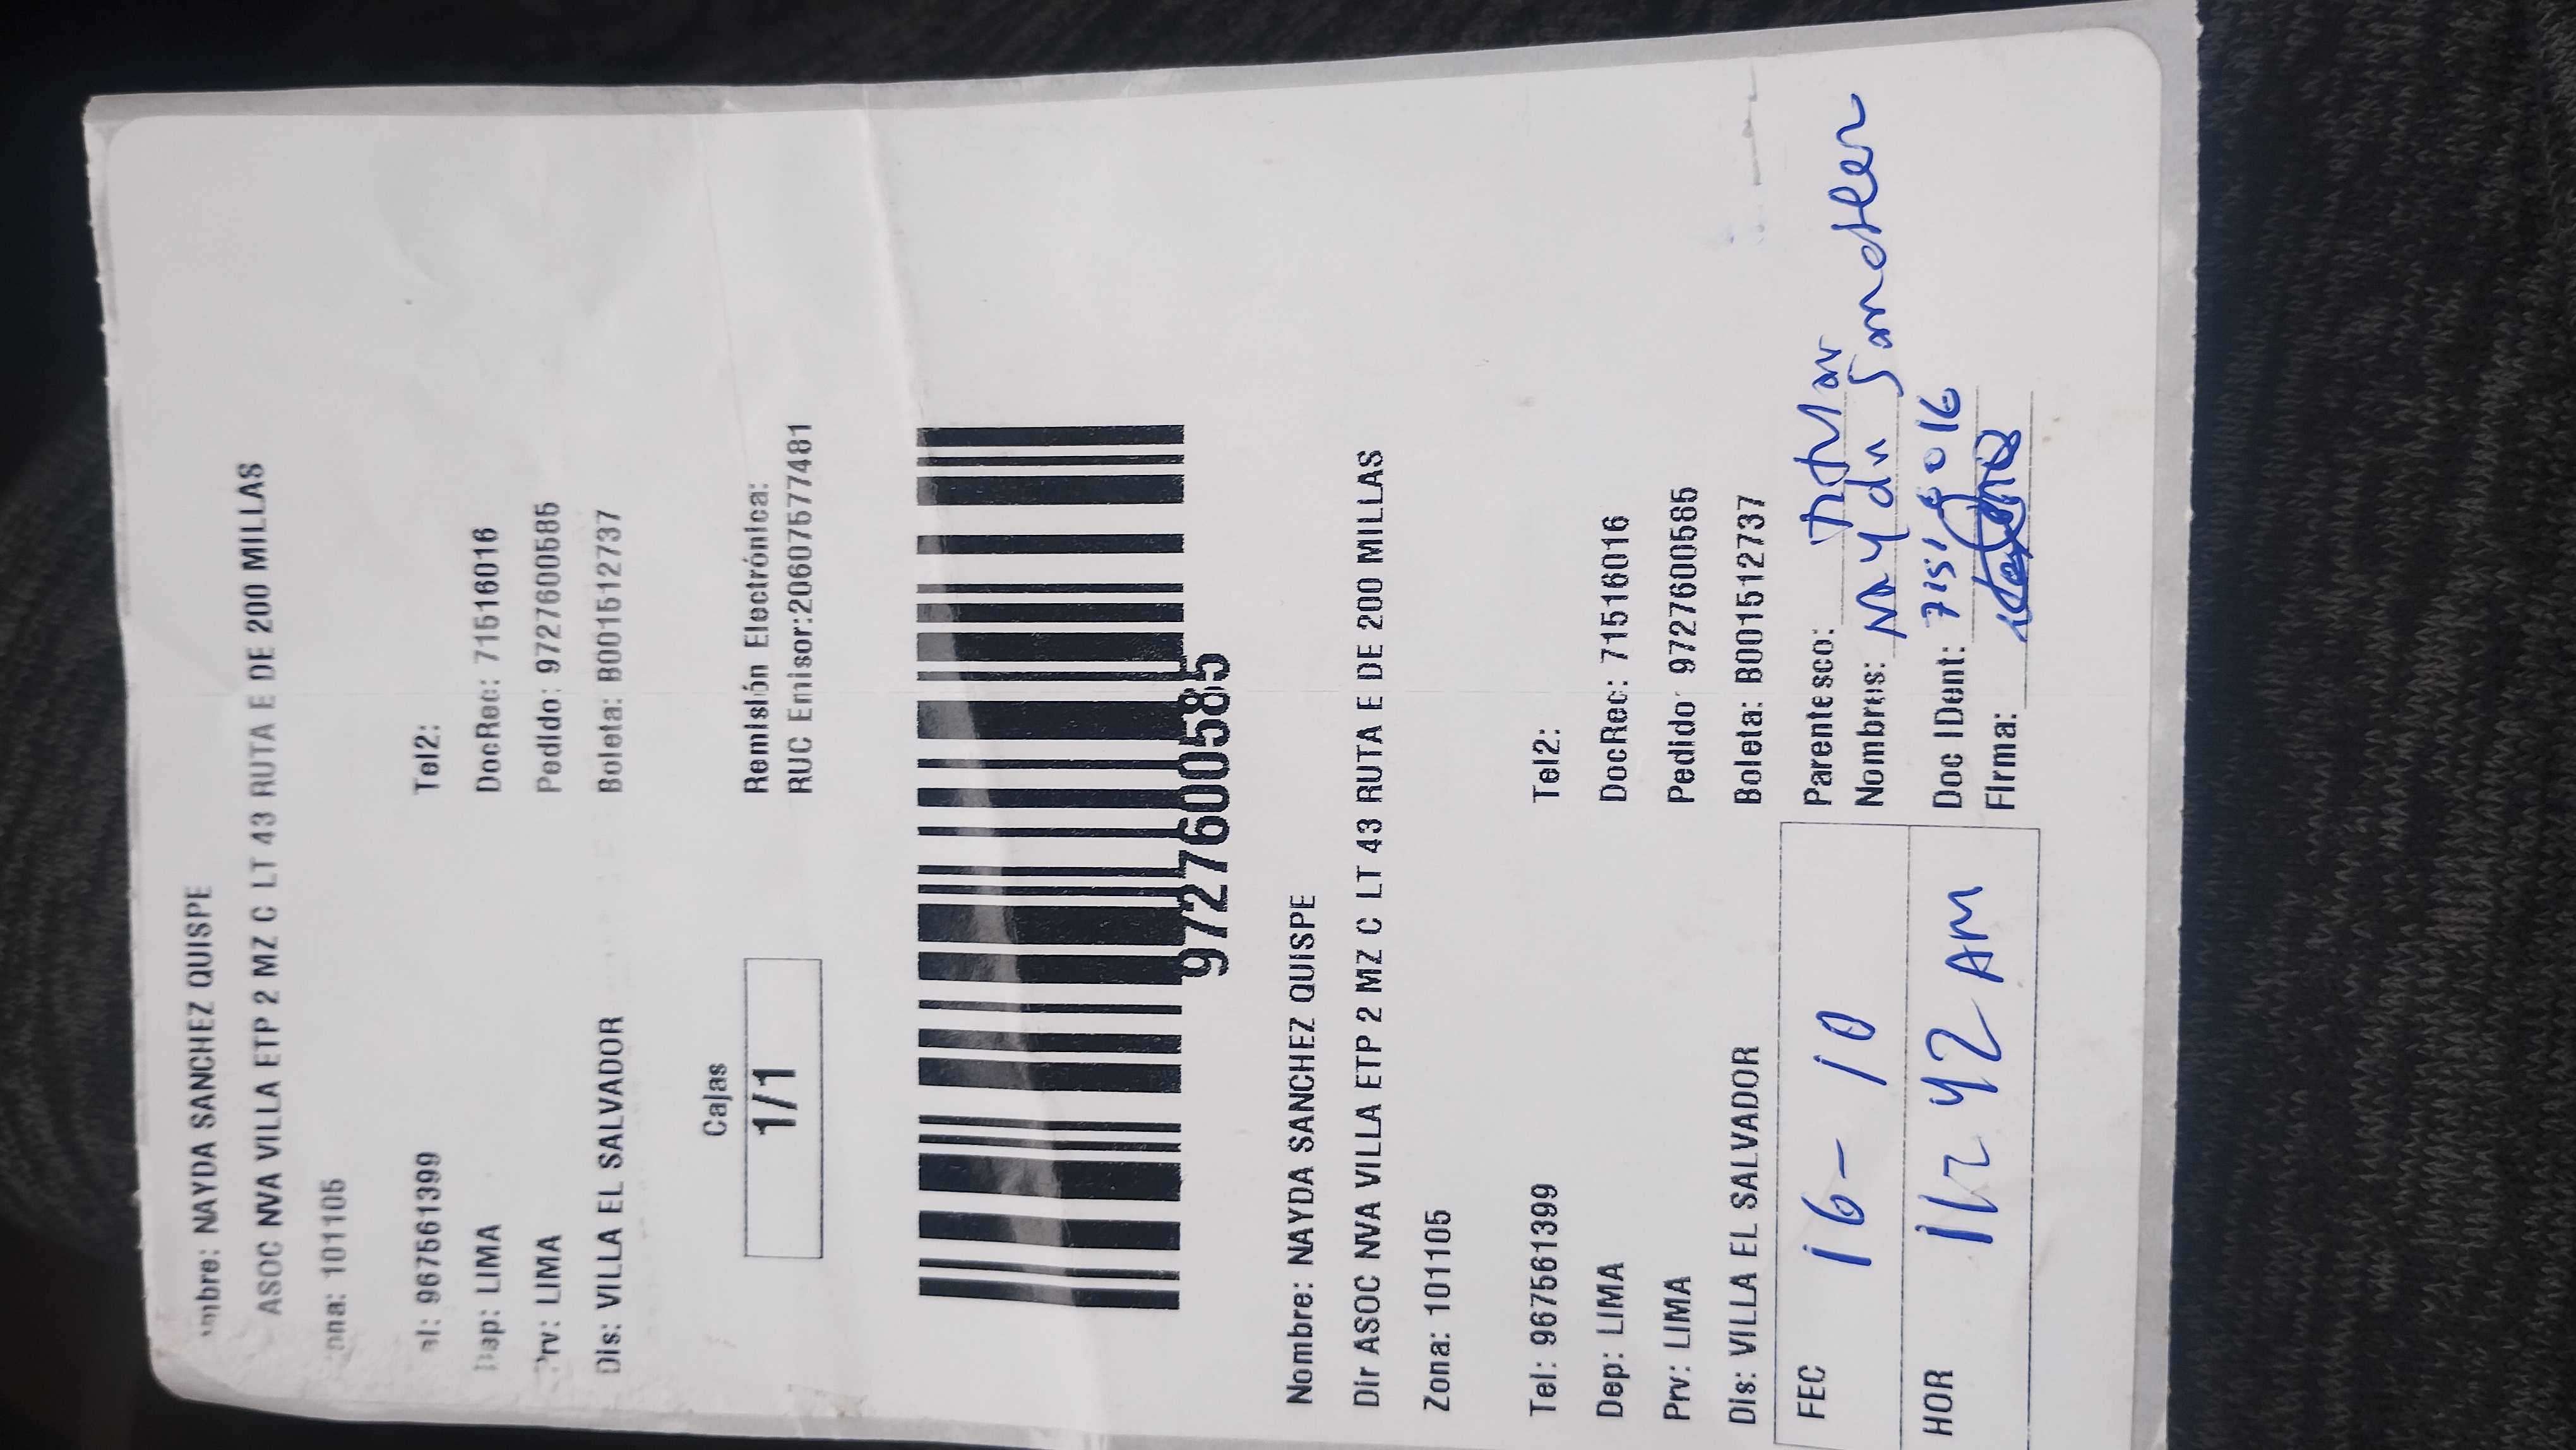 mbre: NAYDA SANCHEZ QUISPE
ASOC NVA VILLA ETP 2 MZ C LT 43 RUTA E DE 200 MILLAS
ona: 101105
el: 967561399 Tel2:
Dep: LIMA DocRec: 71516016
Prv: LIMA Pedido: 9727600585
Dis: VILLA EL SALVADOR Boleta: B001512737
Cajas
1/1
Remisión Electrónica:
RUC Emisor:20607577481
9727600585
Nombre: NAYDA SANCHEZ QUISPE
Dir ASOC NVA VILLA ETP 2 MZ C LT 43 RUTA E DE 200 MILLAS
Zona: 101105
Tel: 967561399 Tel2:
Dep: LIMA DocRec: 71516016
Prv: LIMA Pedido: 9727600585
Dis: VILLA EL SALVADOR Boleta: B001512737
FEC 16-10
HOR 42 AM
Parentesco: Titular
Nombres:
Doc IDent: 71516016
Firma: